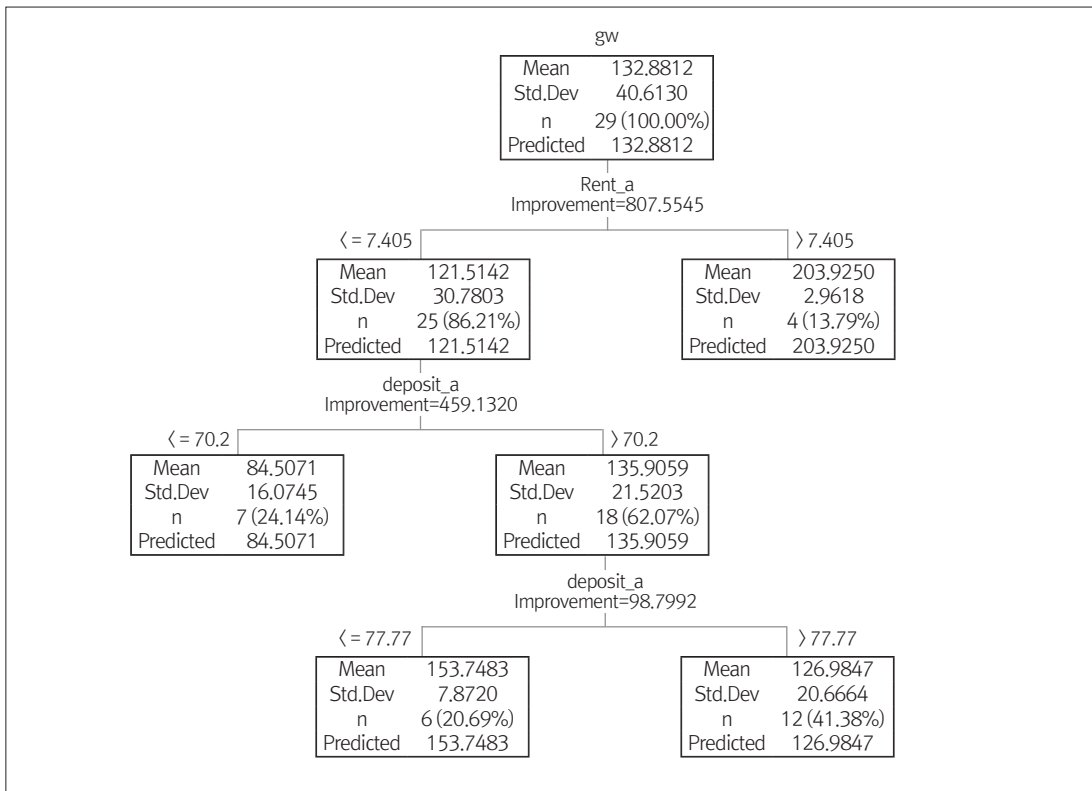 gw
Mean 132.8812
Std.Dev 40.6130
n 29 (100.00%)
Predicted 132.8812
Rent_a
Improvement=807.5545
〈= 7.405
〉7.405
Mean 121.5142
Std.Dev 30.7803
n 25 (86.21%)
Predicted 121.5142
Mean 203.9250
Std.Dev 2.9618
n 4 (13.79%)
Predicted 203.9250
deposit_a
Improvement=459.1320
〈= 70.2
〉70.2
Mean 84.5071
Std.Dev 16.0745
n 7 (24.14%)
Predicted 84.5071
Mean 135.9059
Std.Dev 21.5203
n 18 (62.07%)
Predicted 135.9059
deposit_a
Improvement=98.7992
〈= 77.77
〉77.77
Mean 153.7483
Std.Dev 7.8720
n 6 (20.69%)
Predicted 153.7483
Mean 126.9847
Std.Dev 20.6664
n 12 (41.38%)
Predicted 126.9847